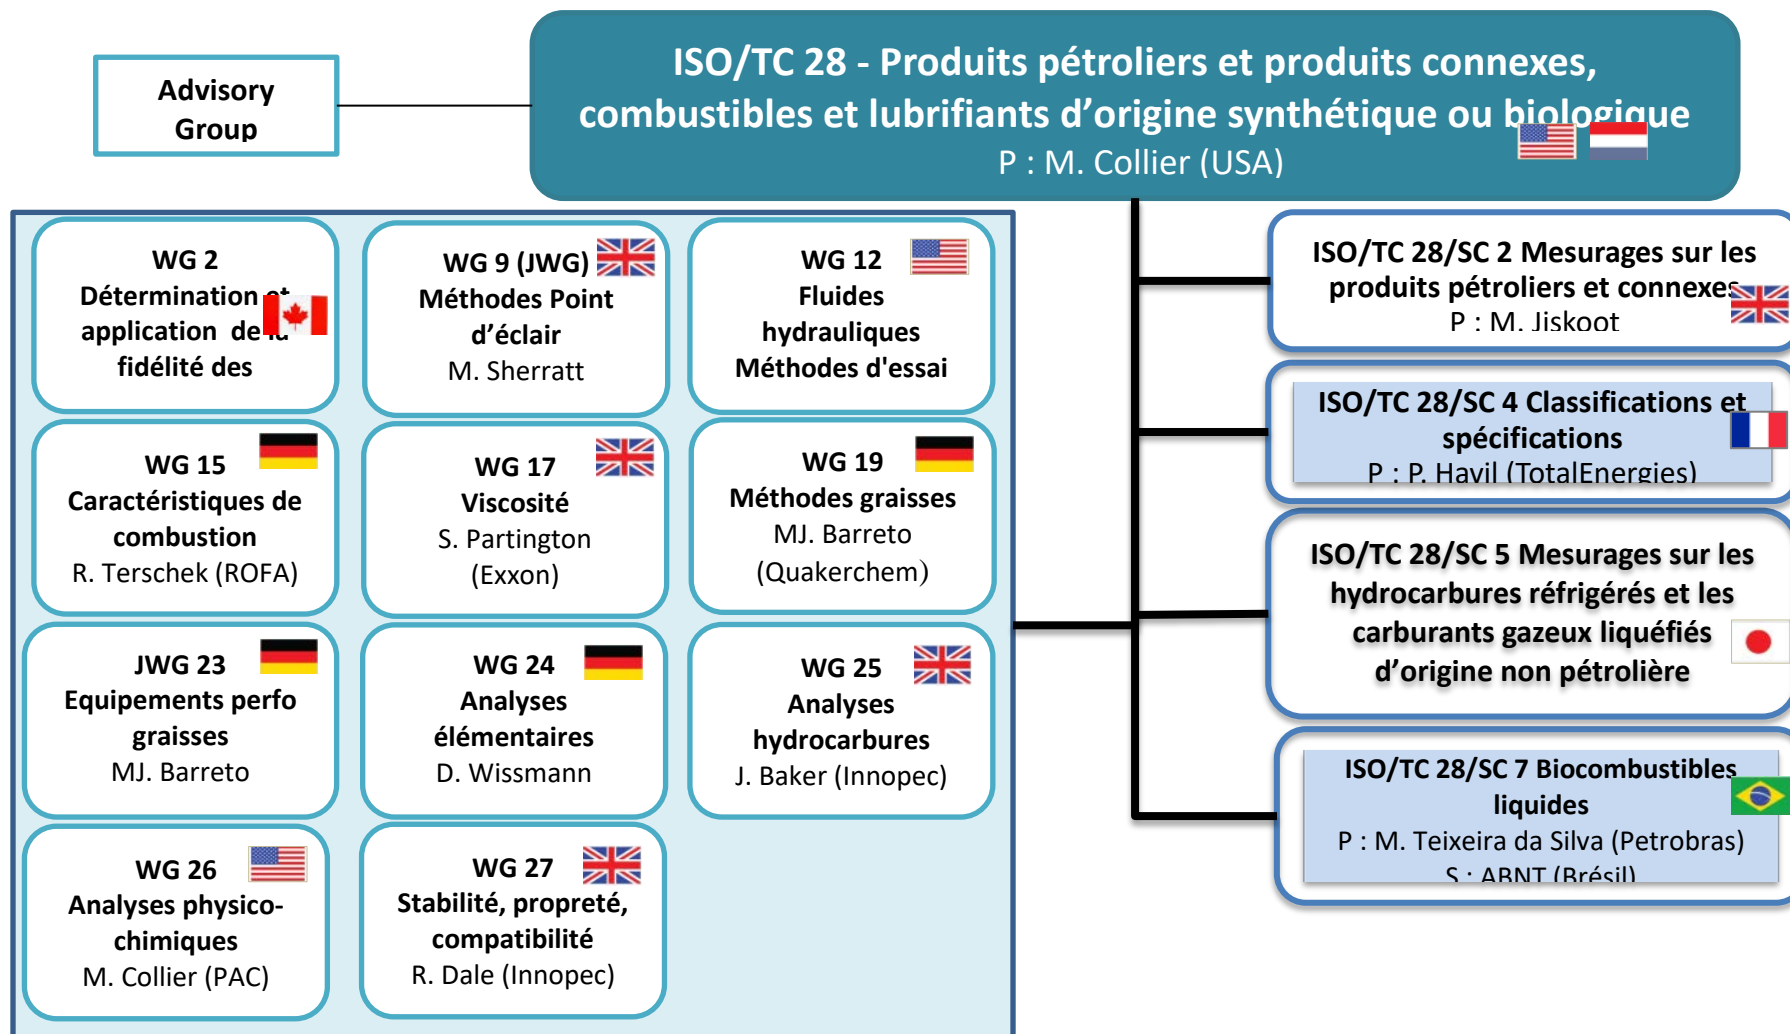 Advisory
Group
ISO/TC 28 - Produits pétroliers et produits connexes,
combustibles et lubrifiants d’origine synthétique ou biologique
P : M. Collier (USA)
WG 2
Détermination et
application  de la
fidélité des
WG 9 (JWG)
Méthodes Point
d’éclair
M. Sherratt
WG 12
Fluides
hydrauliques
Méthodes d'essai
WG 15
Caractéristiques de
combustion
R. Terschek (ROFA)
WG 17
Viscosité
S. Partington
(Exxon)
WG 19
Méthodes graisses
MJ. Barreto
(Quakerchem)
JWG 23
Equipements perfo
graisses
MJ. Barreto
WG 24
Analyses
élémentaires
D. Wissmann
WG 25
Analyses
hydrocarbures
J. Baker (Innopec)
WG 26
Analyses physico-
chimiques
M. Collier (PAC)
WG 27
Stabilité, propreté,
compatibilité
R. Dale (Innopec)
ISO/TC 28/SC 2 Mesurages sur les
produits pétroliers et connexes
P : M. Jiskoot
ISO/TC 28/SC 4 Classifications et
spécifications
P : P. Havil (TotalEnergies)
ISO/TC 28/SC 5 Mesurages sur les
hydrocarbures réfrigérés et les
carburants gazeux liquéfiés
d’origine non pétrolière
ISO/TC 28/SC 7 Biocombustibles
liquides
P : M. Teixeira da Silva (Petrobras)
S : ABNT (Brésil)